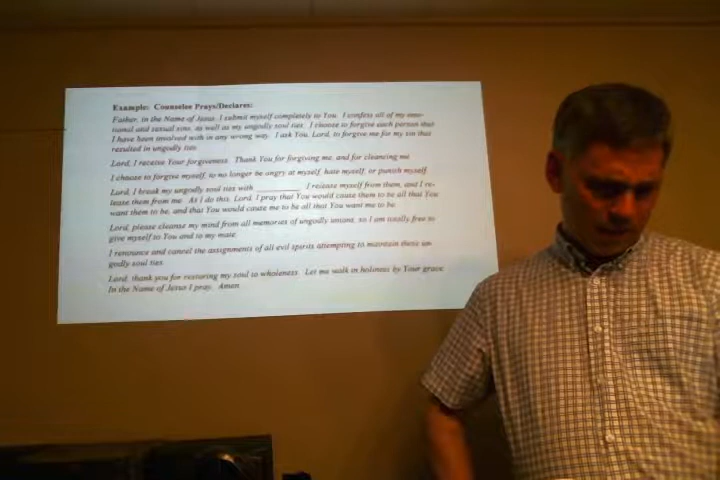 Example: Counselee Prays/Declares:
Father, in the Name of Jesus, I submit myself completely to You. I confess all of my emo-
tional and sexual sins, as well as my ungodly soul ties. I choose to forgive each person that
I have been involved with in any wrong way. I ask You, Lord, to forgive me for my sin that
resulted in ungodly ties.
Lord, I receive Your forgiveness. Thank You for forgiving me, and for cleansing me.
I choose to forgive myself, to no longer be angry at myself, hate myself, or punish myself.
Lord, I break my ungodly soul ties with __________. I release myself from them, and I re-
lease them from me. As I do this, Lord, I pray that You would cause them to be all that You
want them to be, and that You would cause me to be all that You want me to be.
Lord, please cleanse my mind from all memories of ungodly unions, so I am totally free to
give myself to You and to my mate.
I renounce and cancel the assignments of all evil spirits attempting to maintain these un-
godly soul ties.
Lord, thank you for restoring my soul to wholeness. Let me walk in holiness by Your grace.
In the Name of Jesus I pray. Amen.